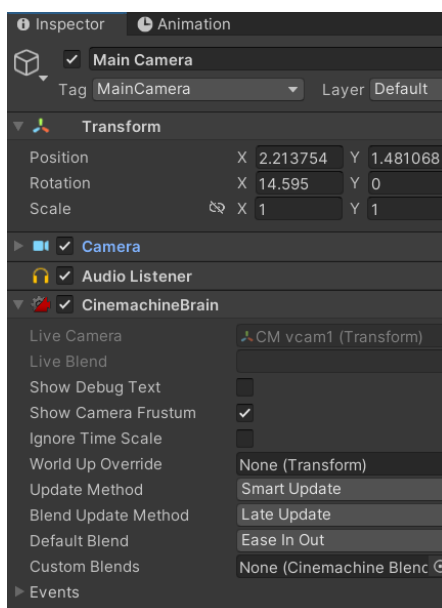 Inspector Animation
Main Camera
Tag MainCamera Layer Default
Transform
Position X 2.213754 Y 1.481068
Rotation X 14.595 Y 0
Scale X 1 Y 1
Camera
Audio Listener
CinemachineBrain
Live Camera CM vcam1 (Transform)
Live Blend
Show Debug Text
Show Camera Frustum
Ignore Time Scale
World Up Override None (Transform)
Update Method Smart Update
Blend Update Method Late Update
Default Blend Ease In Out
Custom Blends None (Cinemachine Blenc
Events